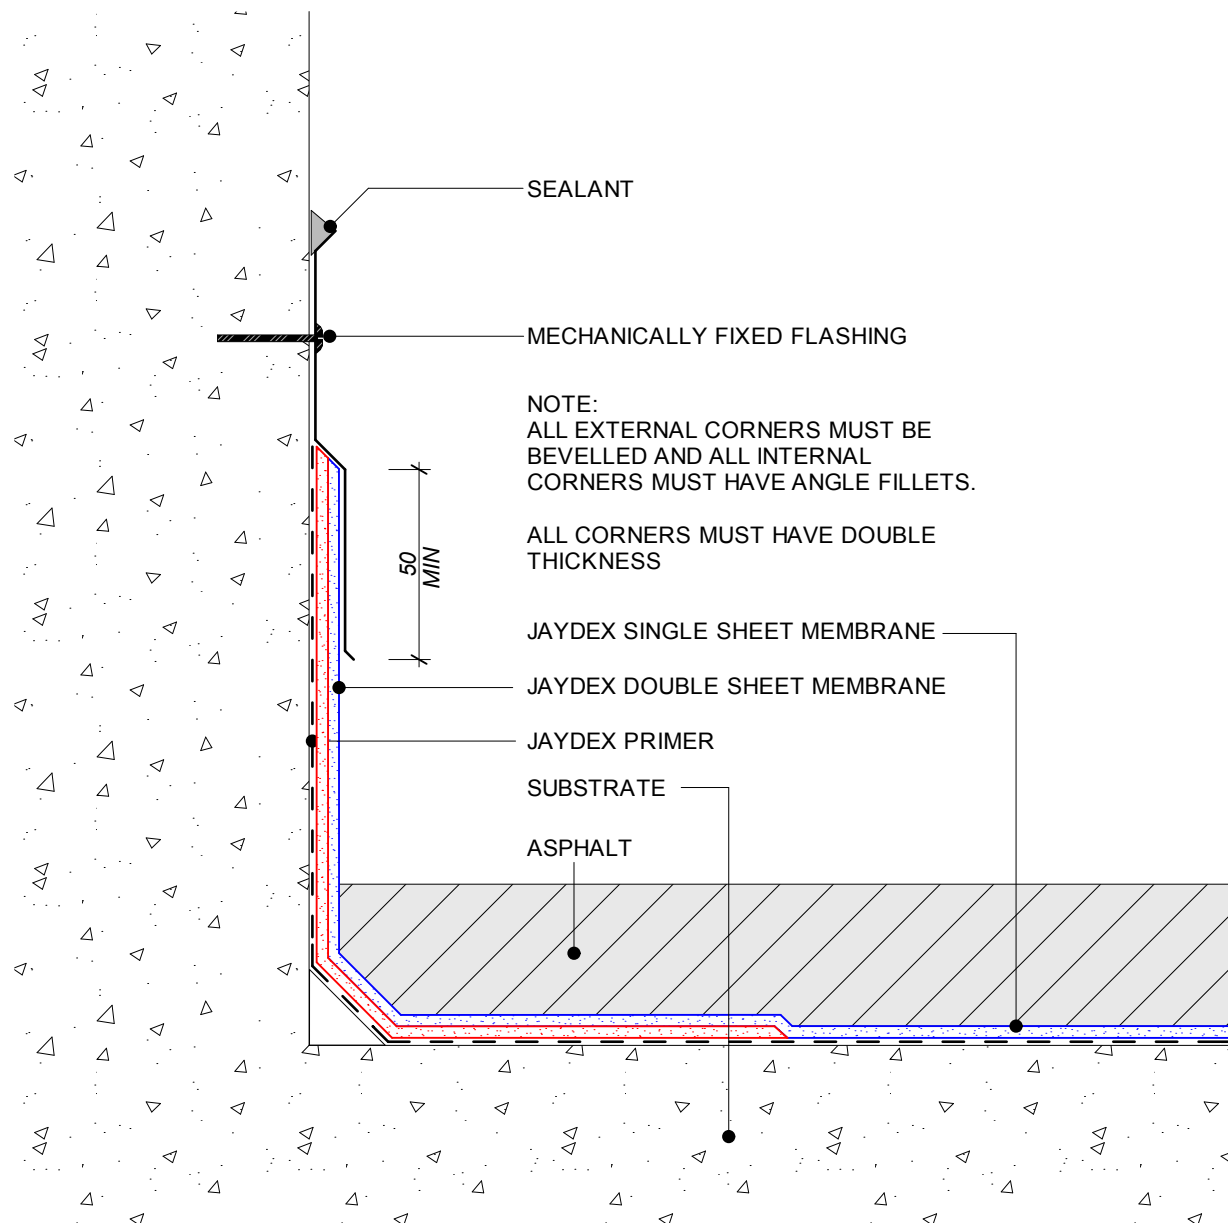 SEALANT
MECHANICALLY FIXED FLASHING
NOTE:
ALL EXTERNAL CORNERS MUST BE
BEVELLED AND ALL INTERNAL
CORNERS MUST HAVE ANGLE FILLETS.
ALL CORNERS MUST HAVE DOUBLE
THICKNESS
50
MIN
JAYDEX SINGLE SHEET MEMBRANE
JAYDEX DOUBLE SHEET MEMBRANE
JAYDEX PRIMER
SUBSTRATE
ASPHALT